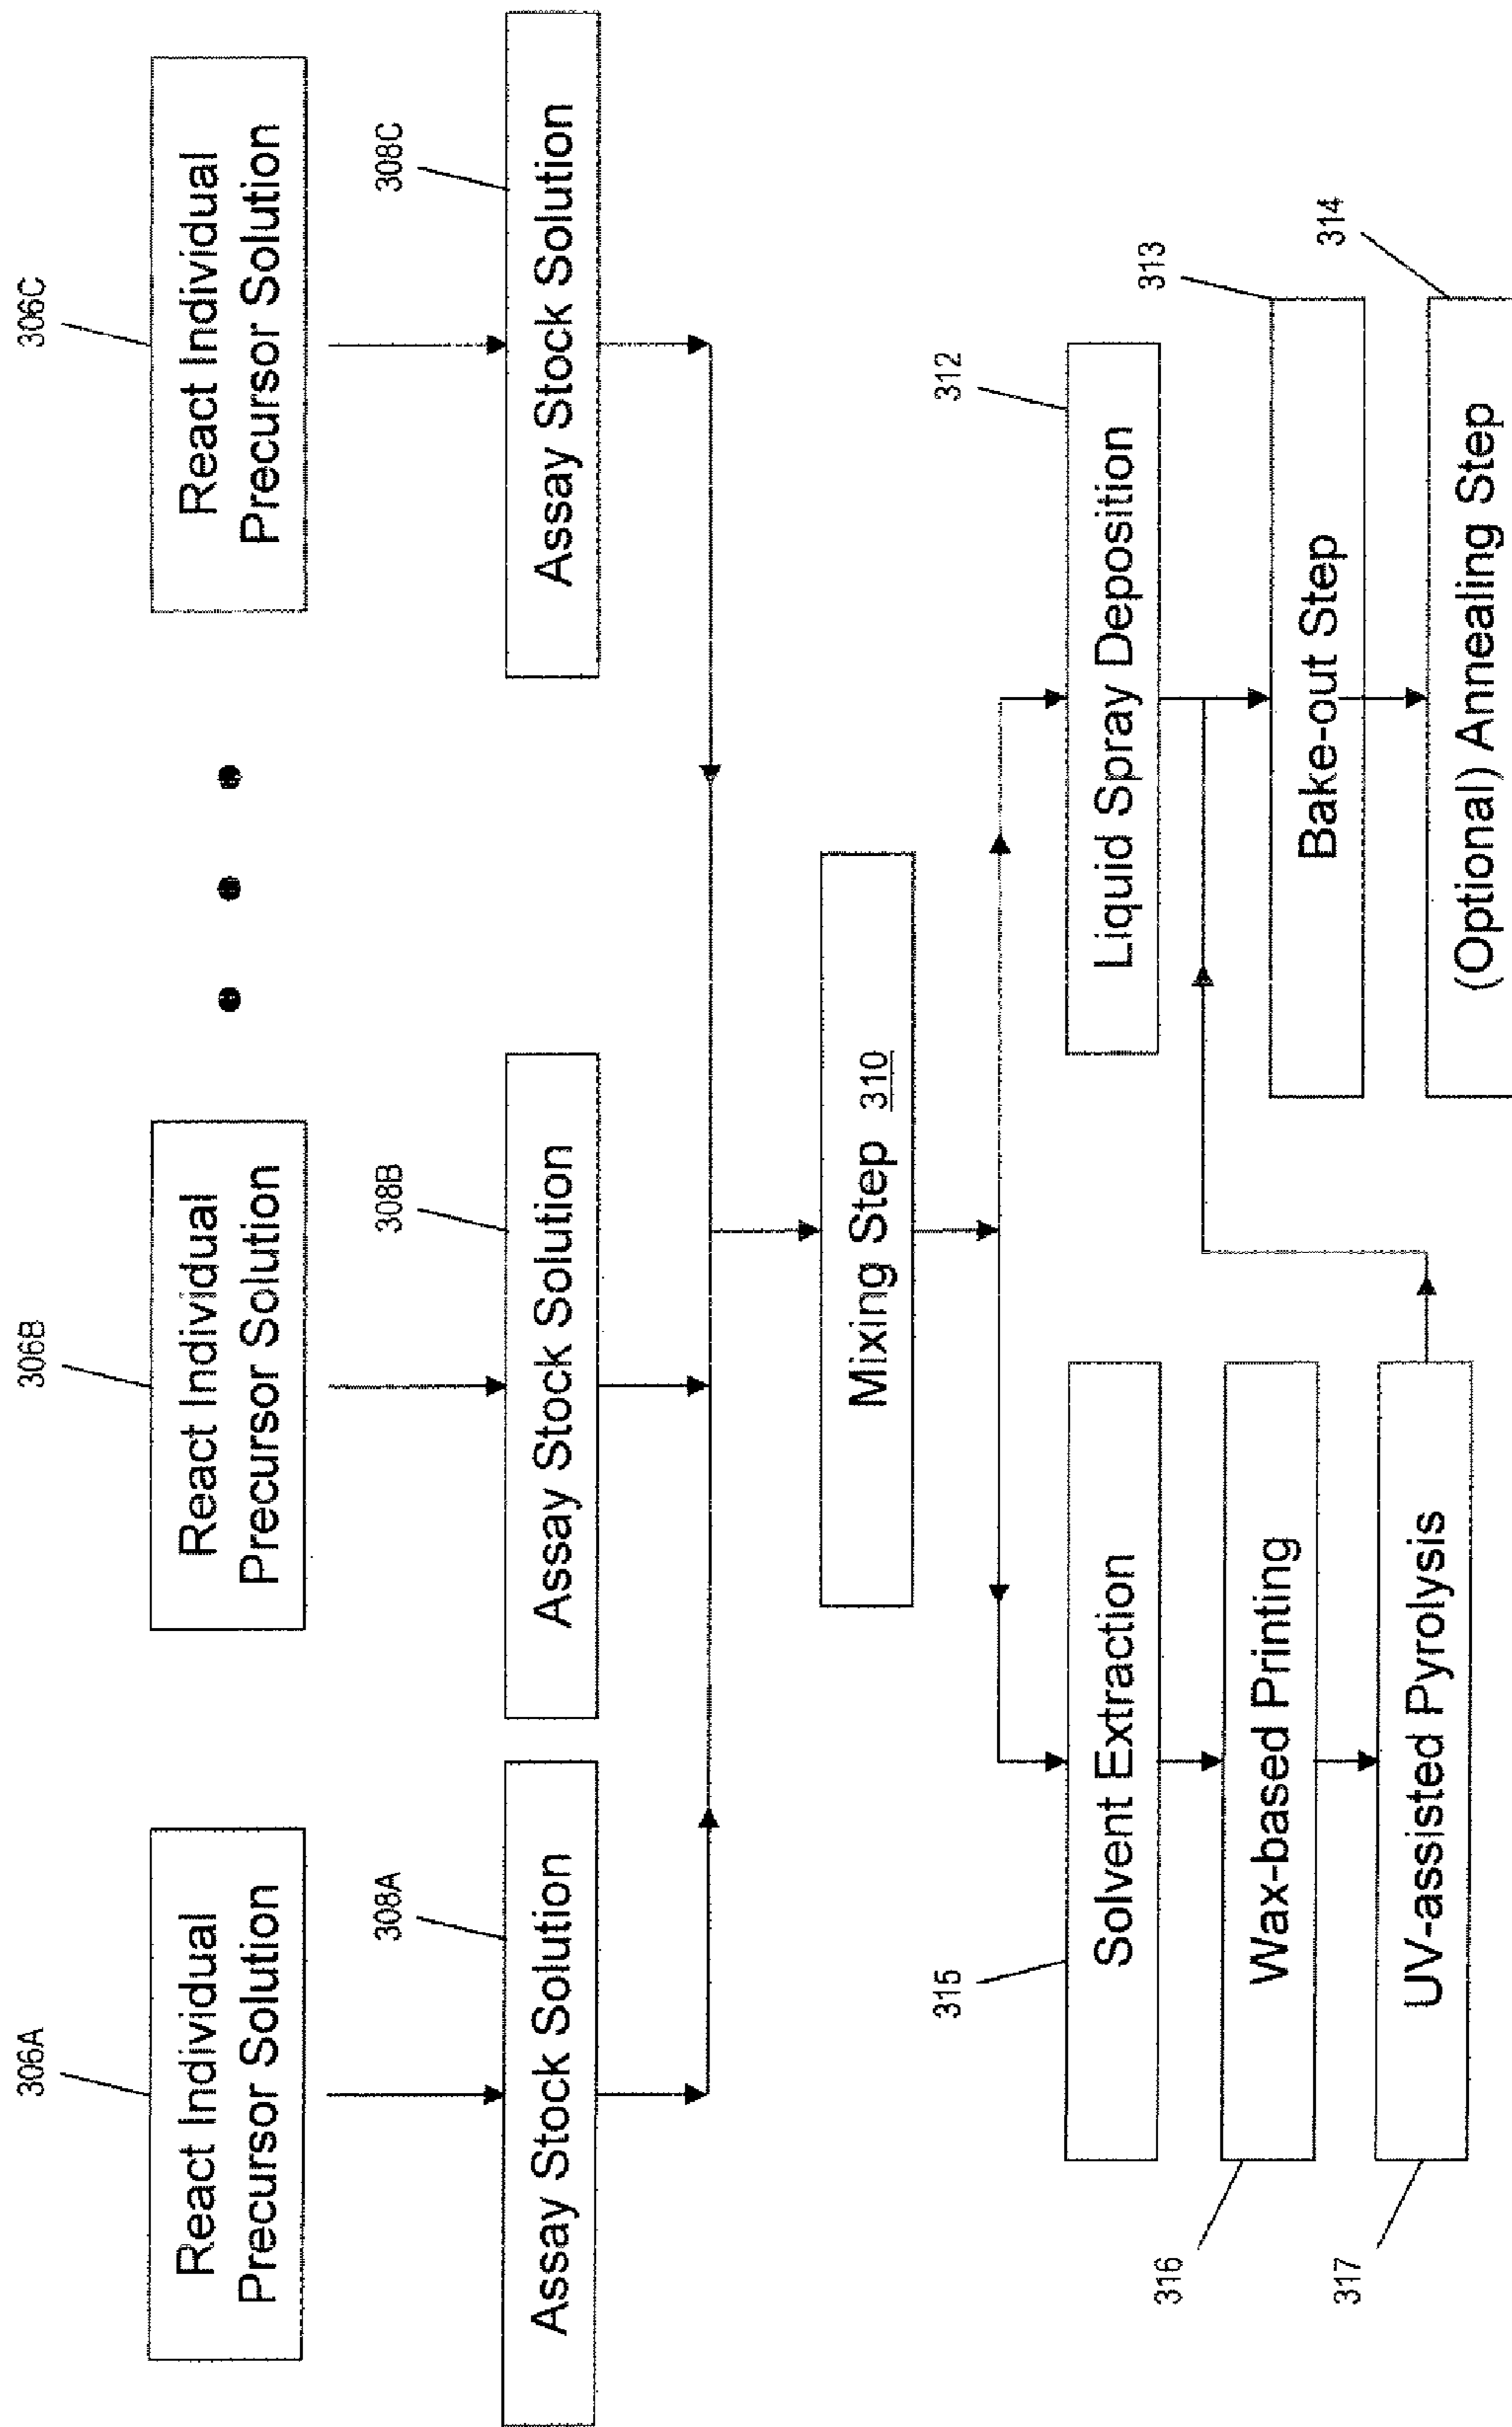 306A
306B
306C
React Individual
Precursor Solution
React Individual
Precursor Solution
React Individual
Precursor Solution
308A
308B
308C
Assay Stock Solution
Assay Stock Solution
Assay Stock Solution
Mixing Step 310
315
312
Solvent Extraction
Liquid Spray Deposition
313
Wax-based Printing
Bake-out Step
316
314
UV-assisted Pyrolysis
(Optional) Annealing Step
317